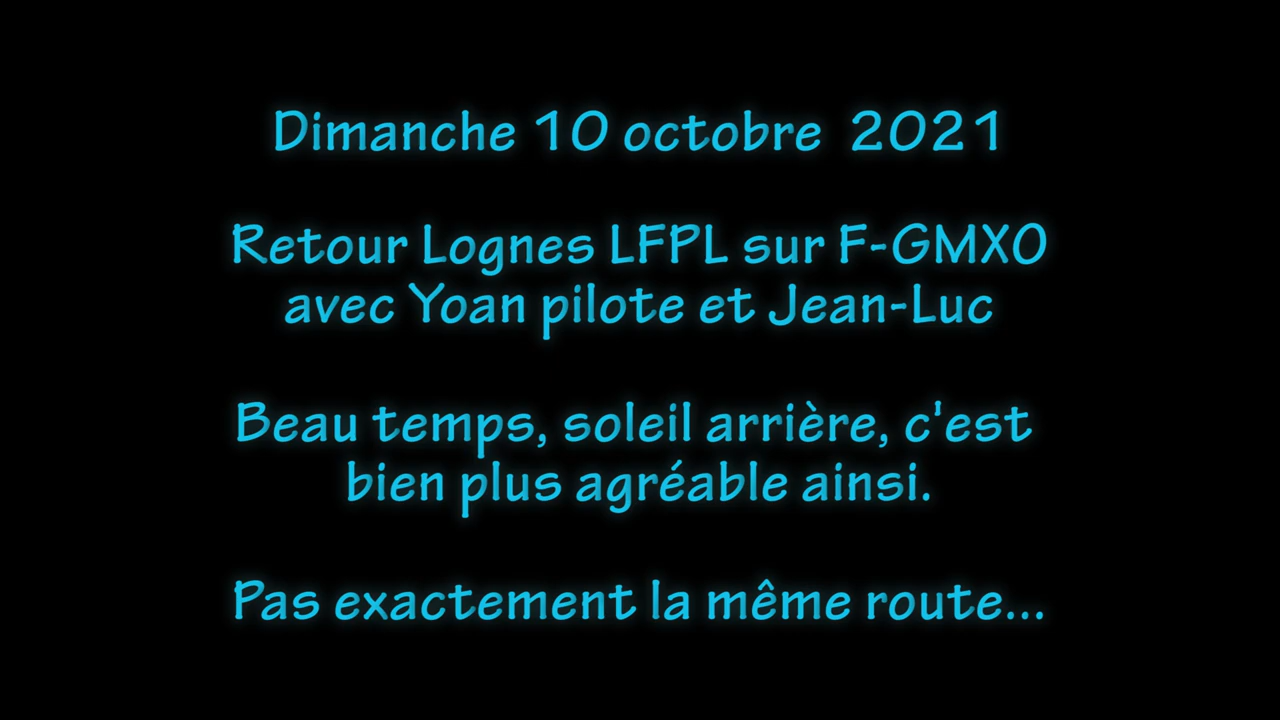 Dimanche 10 octobre 2021
Retour Lognes LFPL sur F-GMXO
avec Yoan pilote et Jean-Luc
Beau temps, soleil arrière, c'est
bien plus agréable ainsi.
Pas exactement la même route...